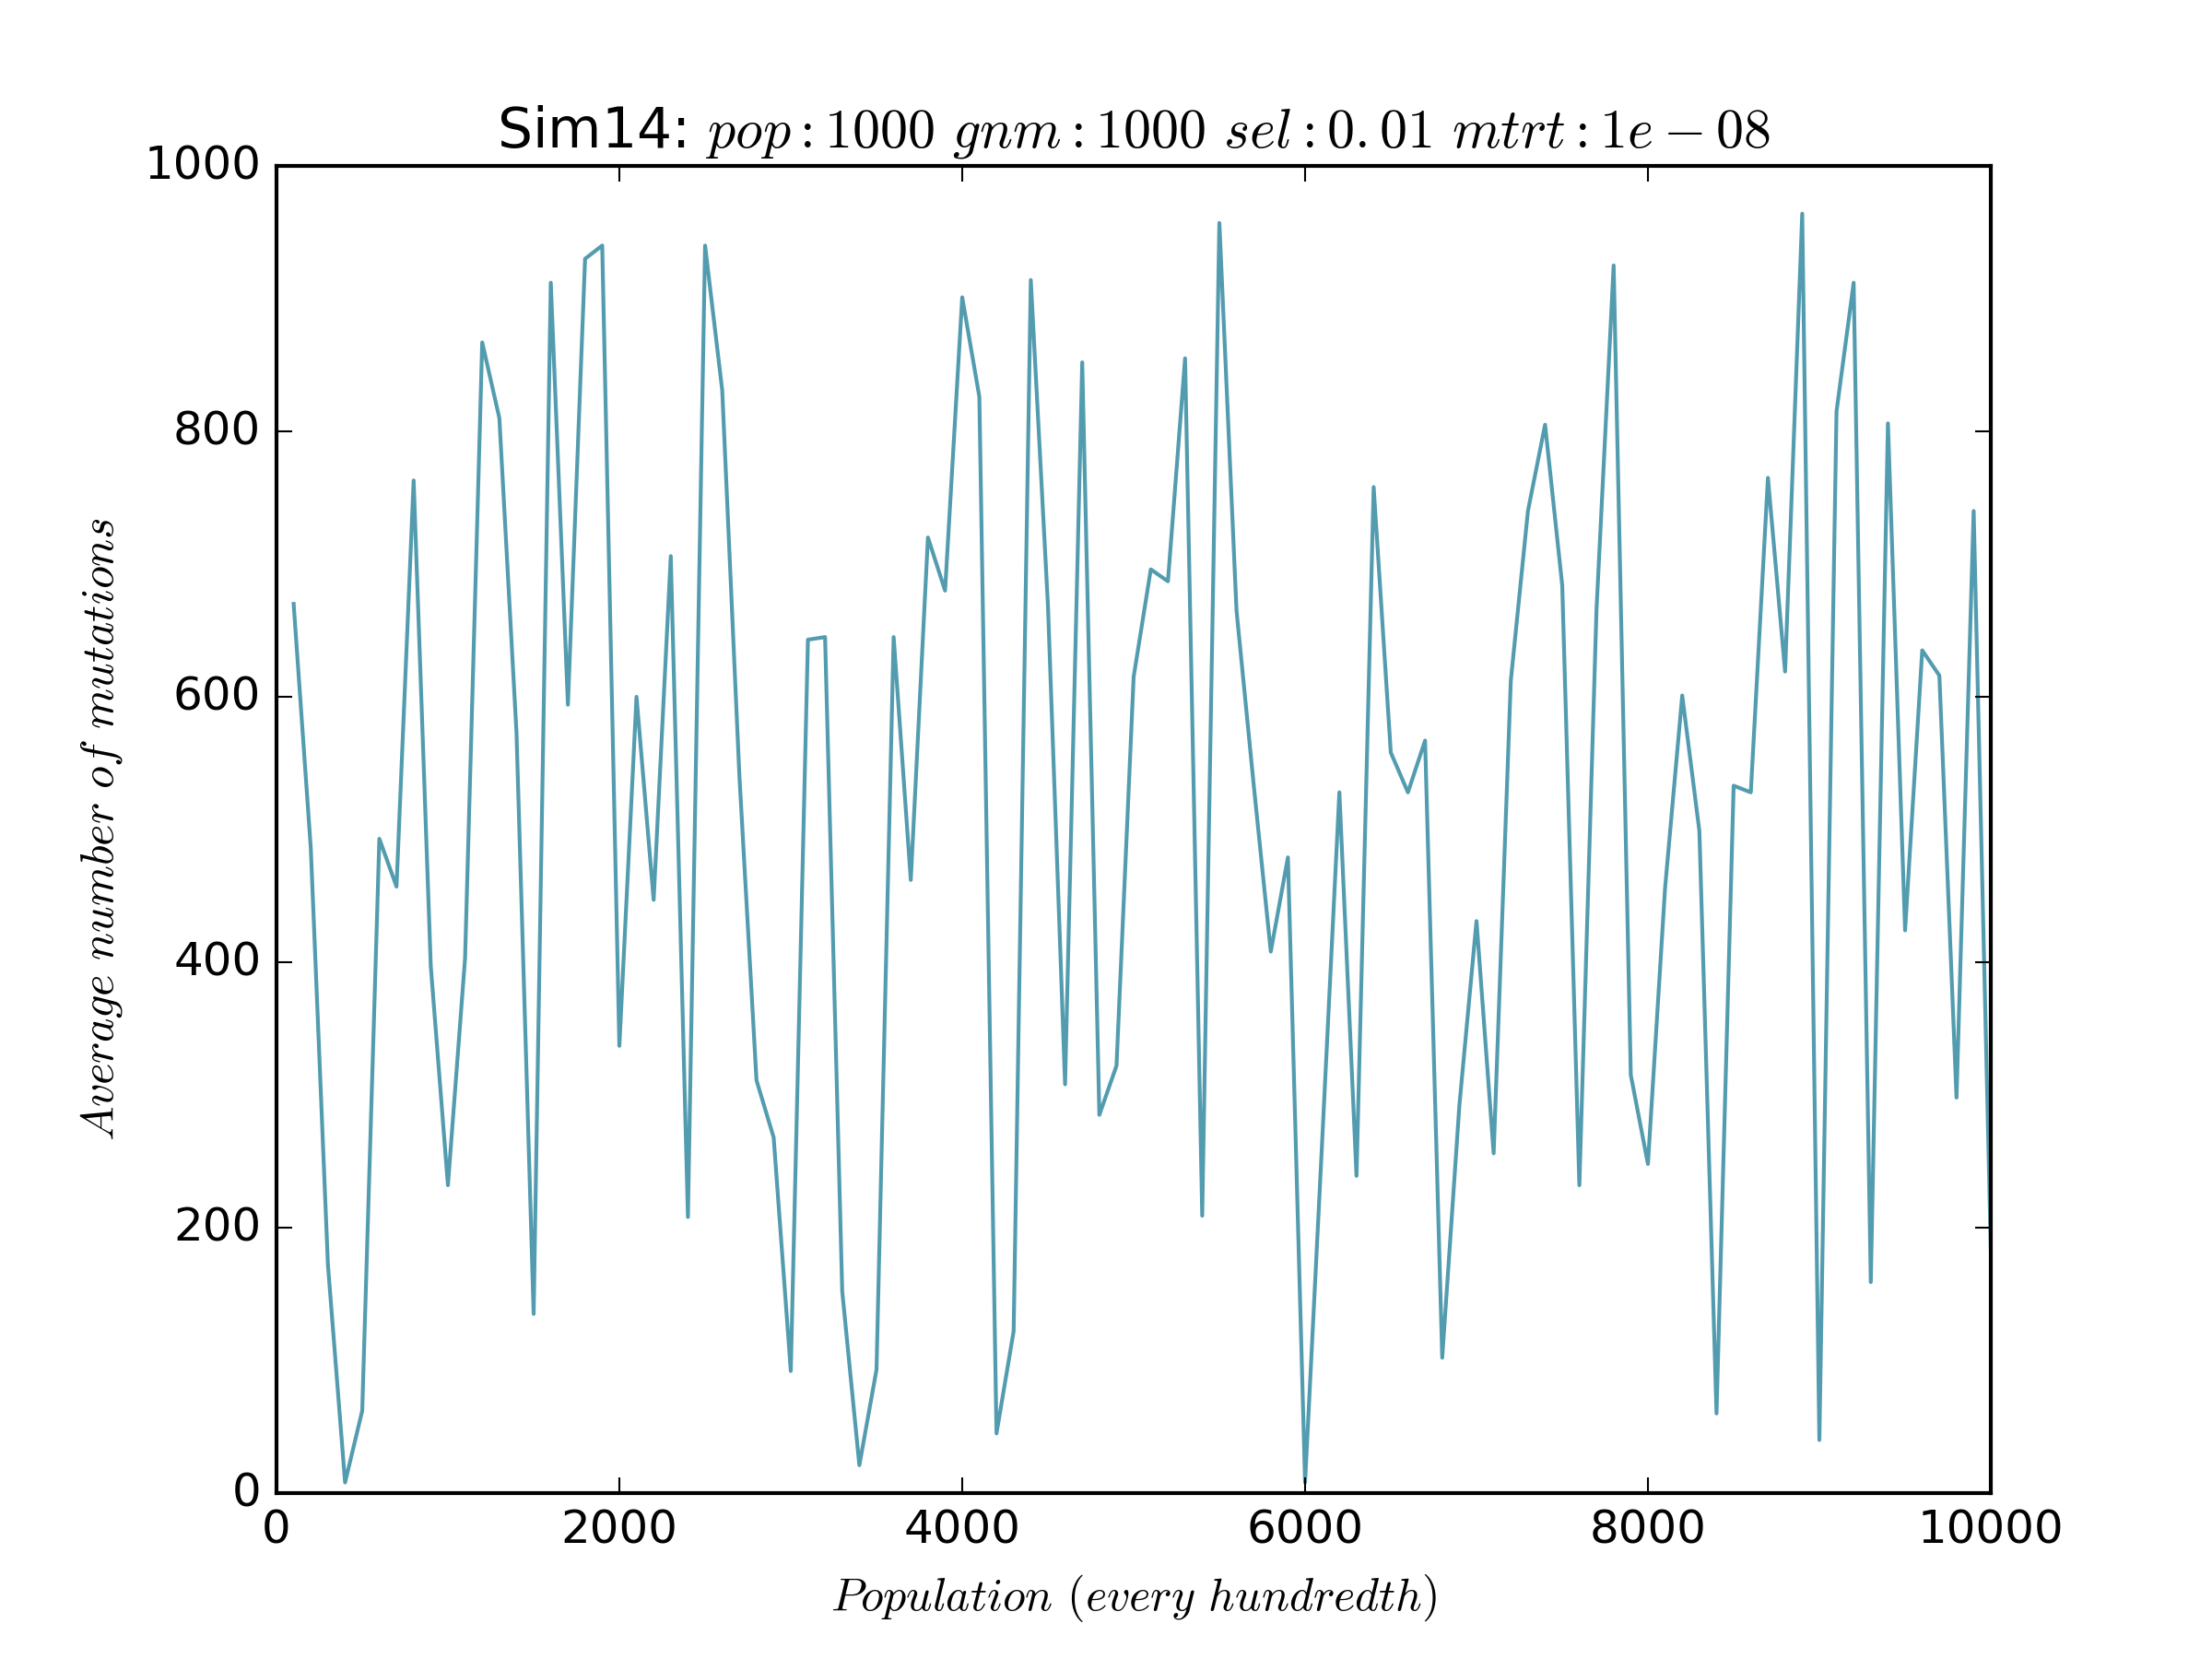 Sim14: pop : 1000 gnm : 1000 sel : 0.01 mtrt : 1e − 08
1000
800
600
400
200
0
Average number of mutations
0 2000 4000 6000 8000 10000
Population (every hundredth)